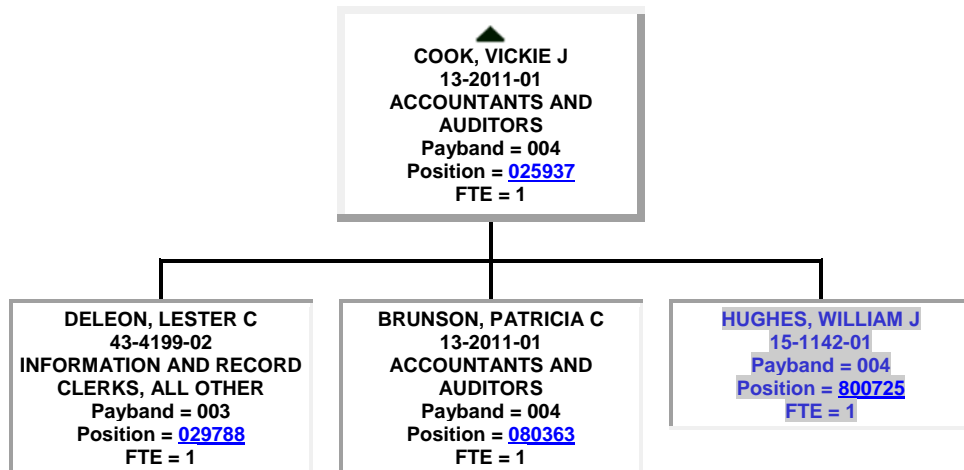 COOK, VICKIE J
13-2011-01
ACCOUNTANTS AND
AUDITORS
Payband = 004
Position = 025937
FTE = 1
DELEON, LESTER C
43-4199-02
INFORMATION AND RECORD
CLERKS, ALL OTHER
Payband = 003
Position = 029788
FTE = 1
BRUNSON, PATRICIA C
13-2011-01
ACCOUNTANTS AND
AUDITORS
Payband = 004
Position = 080363
FTE = 1
HUGHES, WILLIAM J
15-1142-01
Payband = 004
Position = 800725
FTE = 1